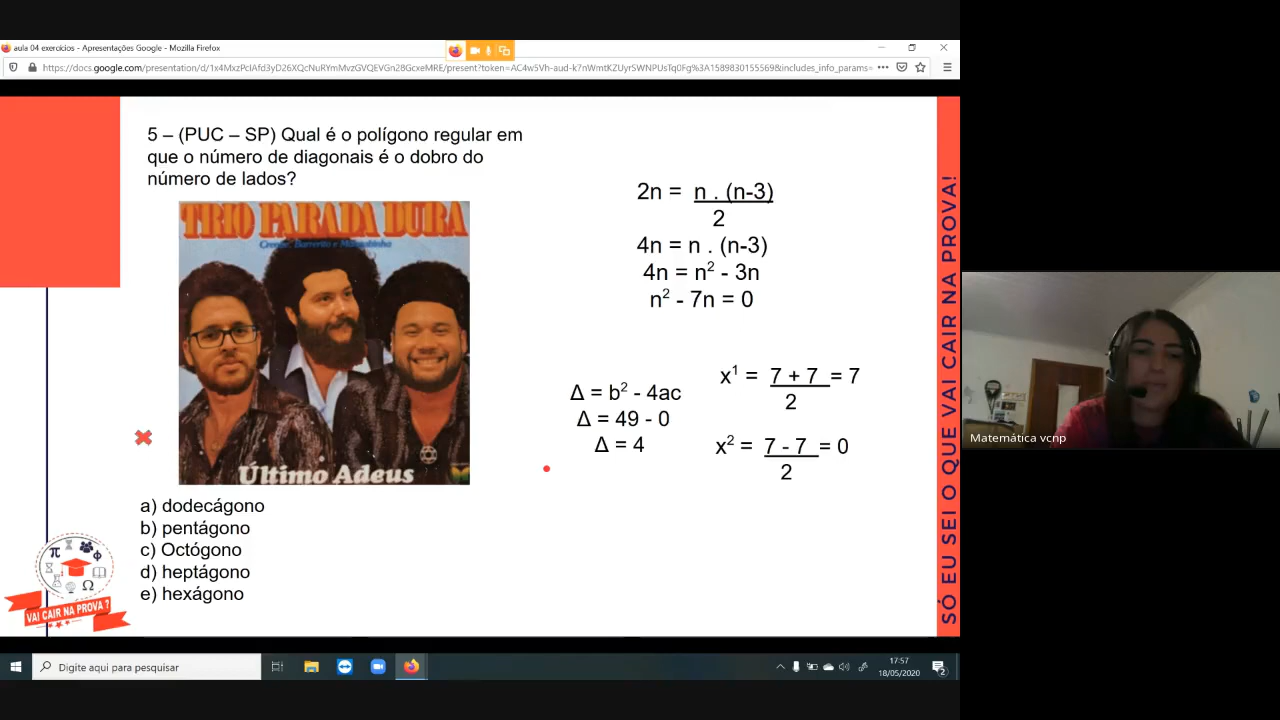 aula 04 exercícios - Apresentações Google - Mozilla Firefox
5 – (PUC – SP) Qual é o polígono regular em
que o número de diagonais é o dobro do
número de lados?
TRIO PARADA DURA
Último Adeus
a) dodecágono
b) pentágono
c) Octógono
d) heptágono
e) hexágono
2n = n . (n-3)
2
4n = n . (n-3)
4n = n² - 3n
n² - 7n = 0
Δ = b² - 4ac
Δ = 49 - 0
Δ = 4
x¹ = 7 + 7 = 7
2
x² = 7 - 7 = 0
2
SÓ EU SEI O QUE VAI CAIR NA PROVA!
VAI CAIR NA PROVA ?
Matemática vcnp
Digite aqui para pesquisar
17:57
18/05/2020
2